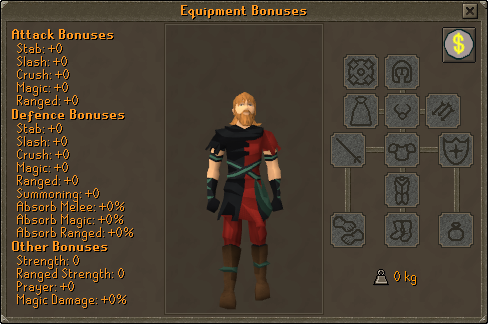 Equipment Bonuses
Attack Bonuses
Stab: +0
Slash: +0
Crush: +0
Magic: +0
Ranged: +0
Defence Bonuses
Stab: +0
Slash: +0
Crush: +0
Magic: +0
Ranged: +0
Summoning: +0
Absorb Melee: +0%
Absorb Magic: +0%
Absorb Ranged: +0%
Other Bonuses
Strength: 0
Ranged Strength: 0
Prayer: +0
Magic Damage: +0%
$
0 kg